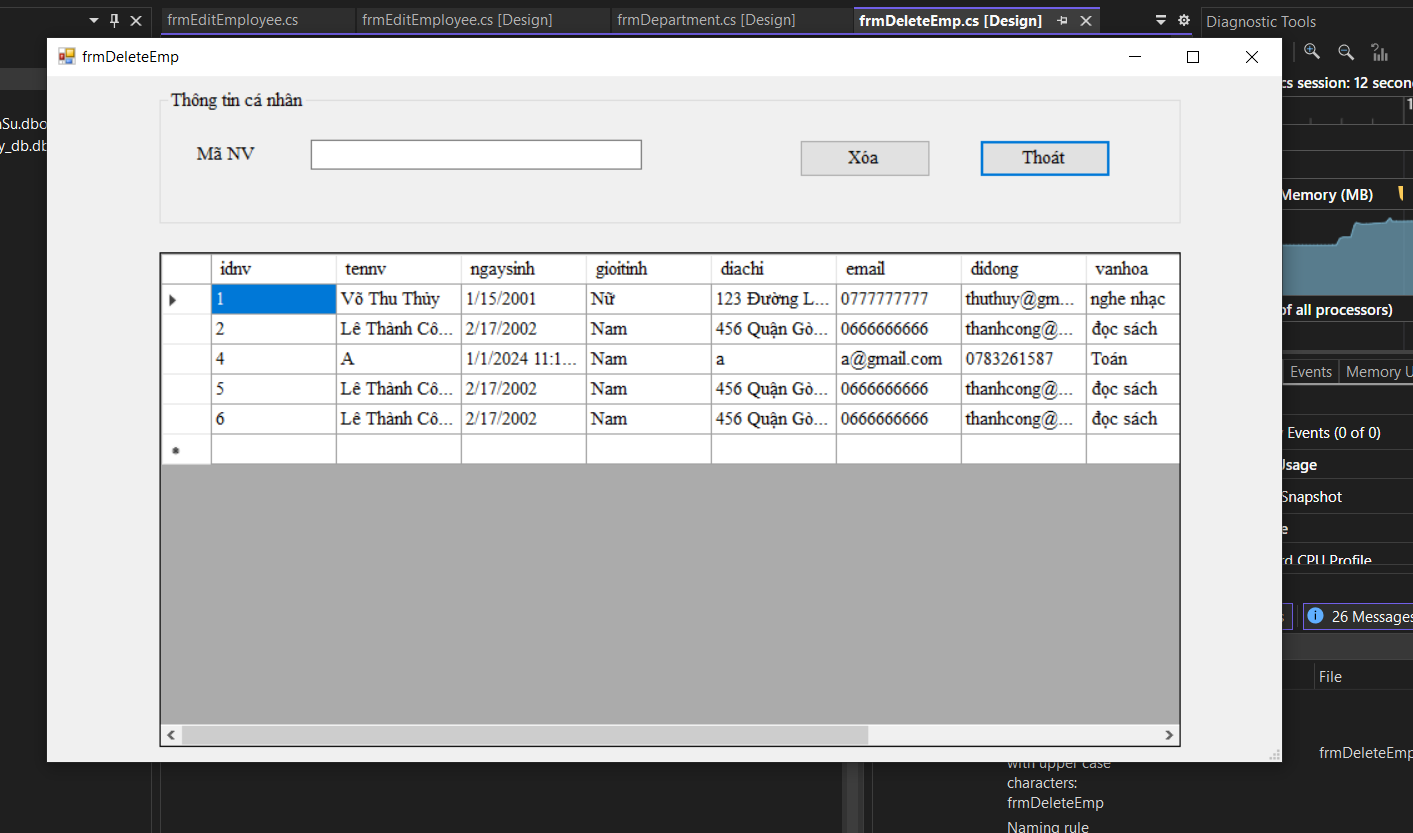 frmEditEmployee.cs frmEditEmployee.cs [Design] frmDepartment.cs [Design] frmDeleteEmp.cs [Design] Diagnostic Tools
frmDeleteEmp
cs session: 12 secon
Thông tin cá nhân
Su.dbo
y_db.db
Mã NV Xóa Thoát
Memory (MB)
idnv tennv ngaysinh gioitinh diachi email didong vanhoa
1 Võ Thu Thủy 1/15/2001 Nữ 123 Đường L... 0777777777 thuthuy@gm... nghe nhạc
2 Lê Thành Cô... 2/17/2002 Nam 456 Quận Gò... 0666666666 thanhcong@... đọc sách
4 A 1/1/2024 11:1... Nam a a@gmail.com 0783261587 Toán
5 Lê Thành Cô... 2/17/2002 Nam 456 Quận Gò... 0666666666 thanhcong@... đọc sách
6 Lê Thành Cô... 2/17/2002 Nam 456 Quận Gò... 0666666666 thanhcong@... đọc sách
of all processors)
Events Memory U
Events (0 of 0)
Usage
Snapshot
e
rd CPU Profile
26 Messages
File
frmDeleteEmp
with upper case
characters:
frmDeleteEmp
Naming rule